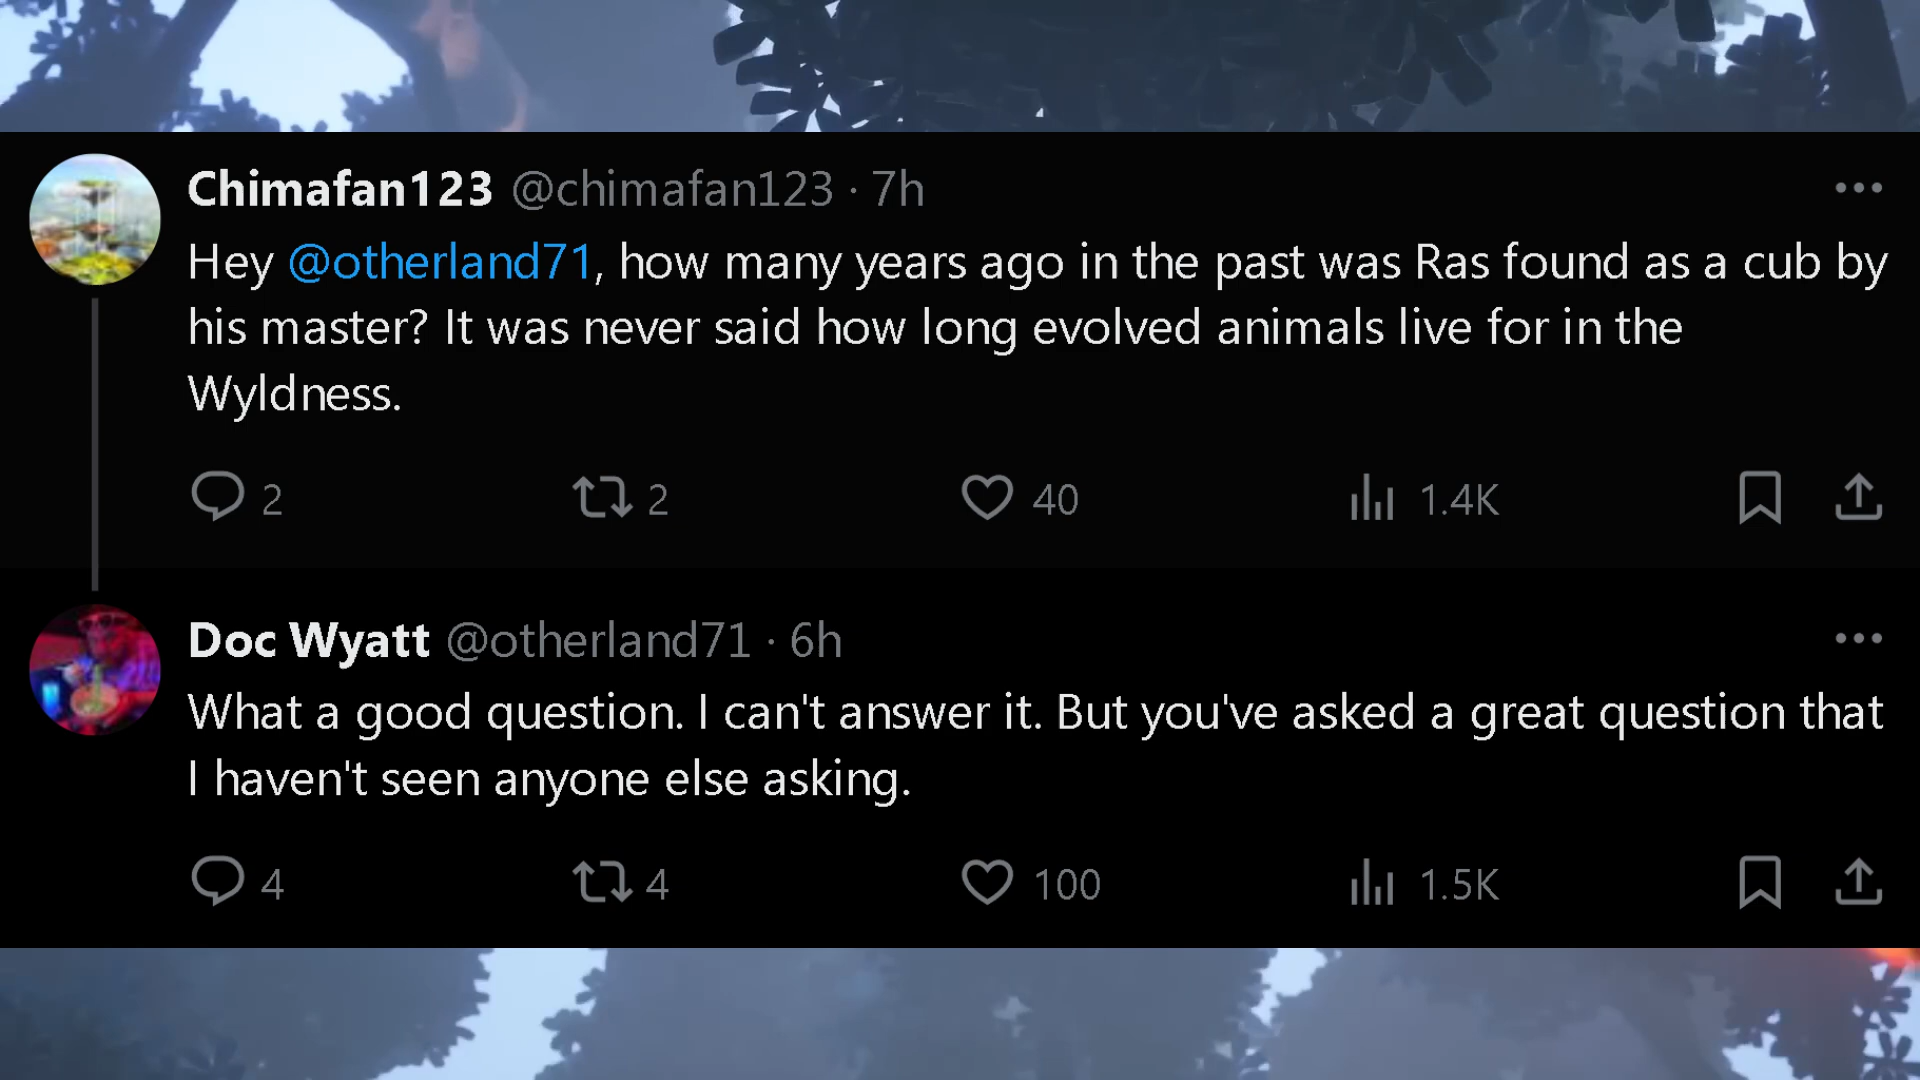 Chimafan123 @chimafan123 · 7h
Hey @otherland71, how many years ago in the past was Ras found as a cub by
his master? It was never said how long evolved animals live for in the
Wyldness.
2 2 40 1.4K
Doc Wyatt @otherland71 · 6h
What a good question. I can't answer it. But you've asked a great question that
I haven't seen anyone else asking.
4 4 100 1.5K